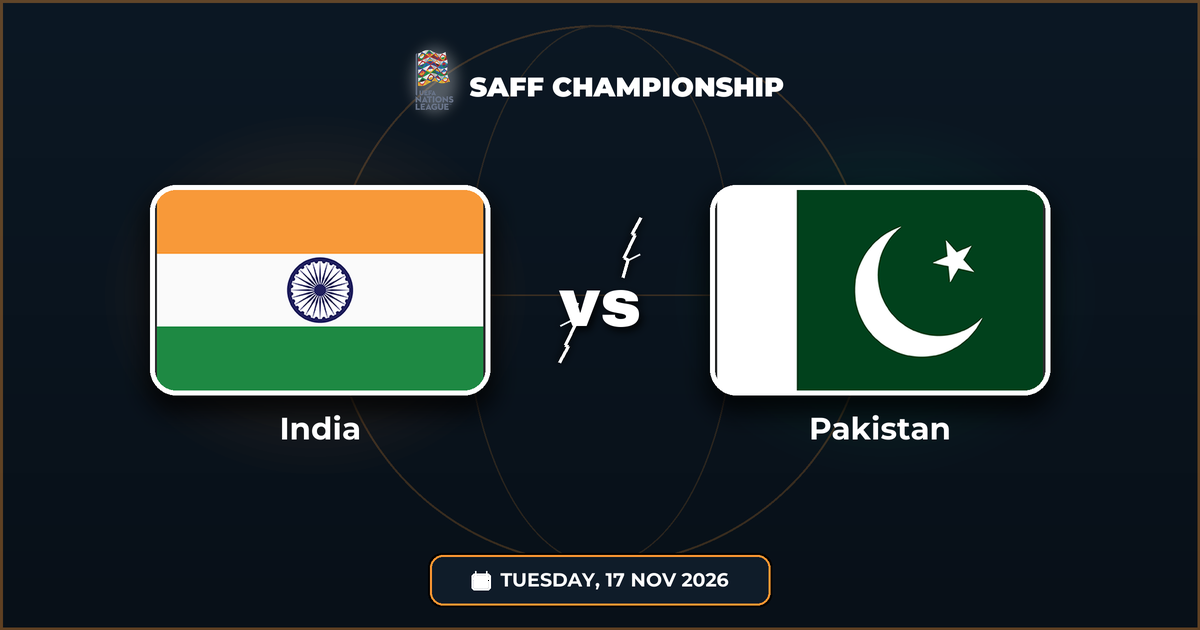 UEFA
NATIONS
LEAGUE
SAFF CHAMPIONSHIP
VS
India
Pakistan
TUESDAY, 17 NOV 2026